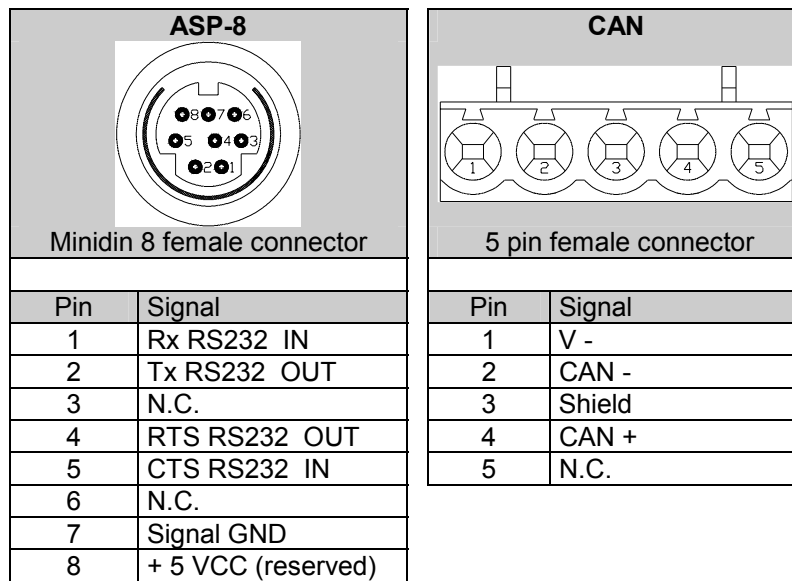 ASP-8
8 7 6
5 4 3
2 1
Minidin 8 female connector
Pin Signal
1 Rx RS232 IN
2 Tx RS232 OUT
3 N.C.
4 RTS RS232 OUT
5 CTS RS232 IN
6 N.C.
7 Signal GND
8 + 5 VCC (reserved)
CAN
1 2 3 4 5
5 pin female connector
Pin Signal
1 V -
2 CAN -
3 Shield
4 CAN +
5 N.C.